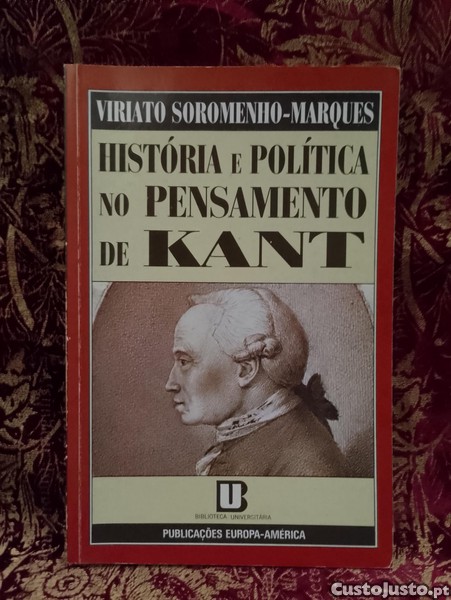 VIRIATO SOROMENHO-MARQUES
HISTÓRIA E POLÍTICA
NO PENSAMENTO
DE KANT
UB
BIBLIOTECA UNIVERSITÁRIA
PUBLICAÇÕES EUROPA-AMÉRICA
CustoJusto.pt